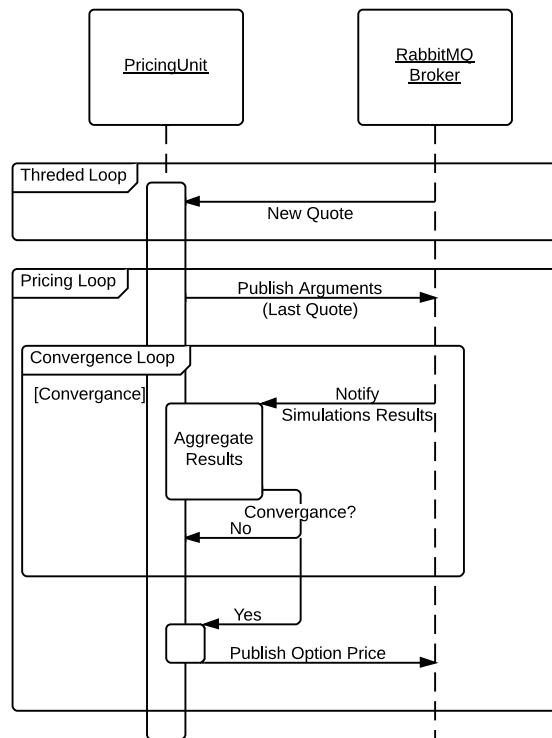 PricingUnit
RabbitMQ
Broker
Threded Loop
New Quote
Pricing Loop
Publish Arguments
(Last Quote)
Convergence Loop
[Convergance]
Notify
Simulations Results
Aggregate
Results
Convergance?
No
Yes
Publish Option Price